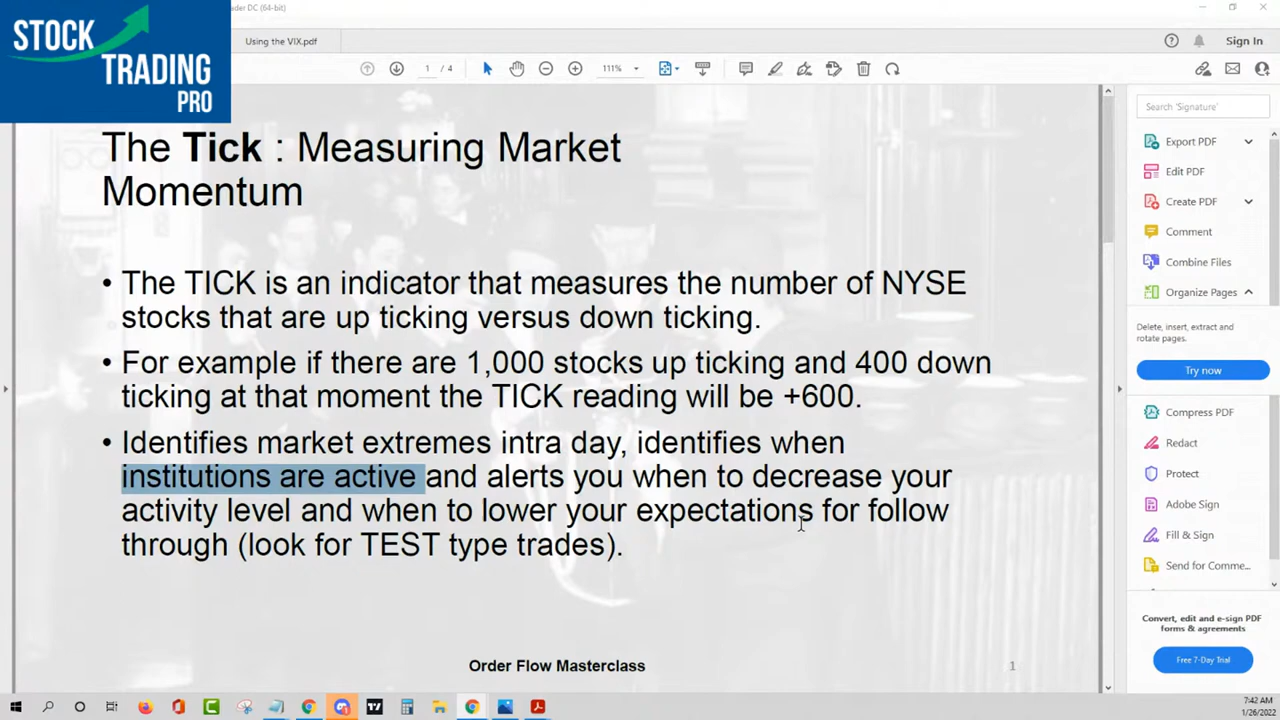 STOCK
TRADING
PRO
ader DC (64-bit)
Using the VIX.pdf
Sign In
1 / 4
111%
The Tick : Measuring Market
Momentum
• The TICK is an indicator that measures the number of NYSE
stocks that are up ticking versus down ticking.
• For example if there are 1,000 stocks up ticking and 400 down
ticking at that moment the TICK reading will be +600.
• Identifies market extremes intra day, identifies when
institutions are active and alerts you when to decrease your
activity level and when to lower your expectations for follow
through (look for TEST type trades).
Order Flow Masterclass
1
Search 'Signature'
Export PDF
Edit PDF
Create PDF
Comment
Combine Files
Organize Pages
Delete, insert, extract and
rotate pages.
Try now
Compress PDF
Redact
Protect
Adobe Sign
Fill & Sign
Send for Comme...
Convert, edit and e-sign PDF
forms & agreements
Free 7-Day Trial
7:42 AM
1/26/2022